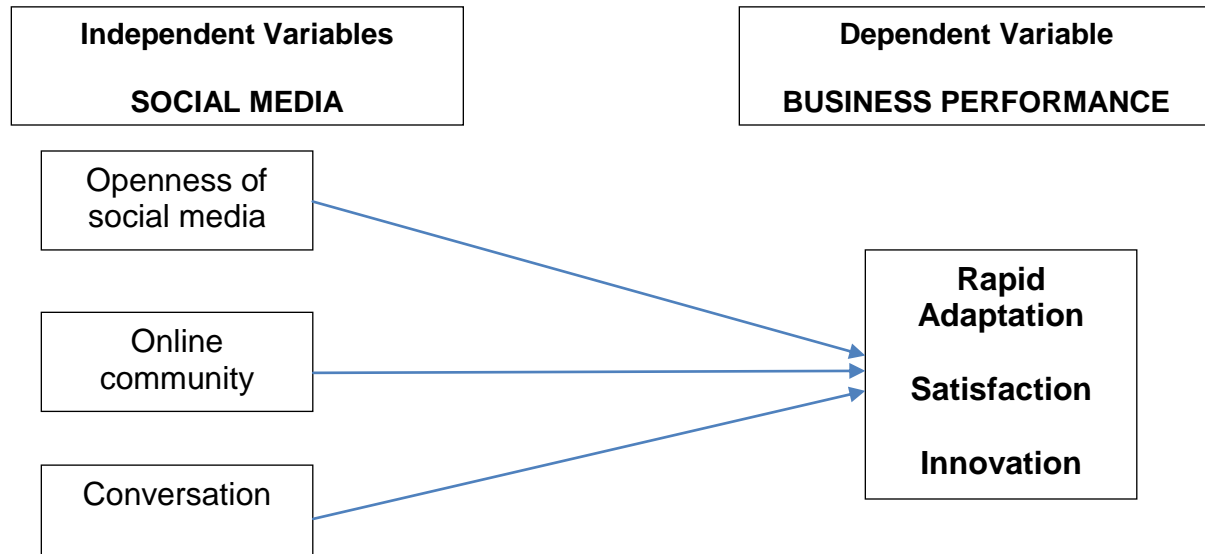 Independent Variables
SOCIAL MEDIA
Dependent Variable
BUSINESS PERFORMANCE
Openness of
social media
Online
community
Conversation
Rapid
Adaptation
Satisfaction
Innovation